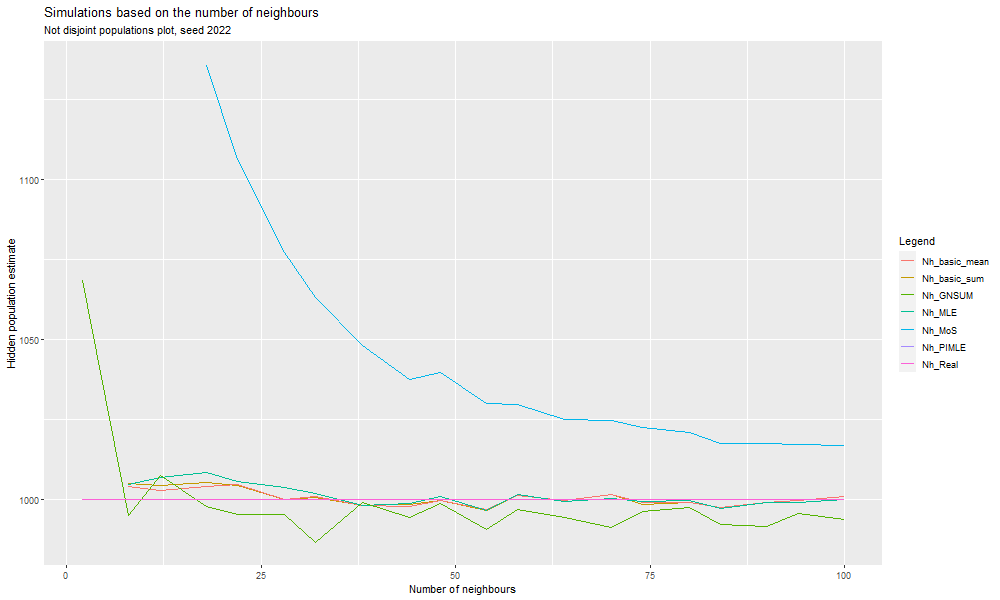 Simulations based on the number of neighbours
Not disjoint populations plot, seed 2022
Hidden population estimate
1100
1050
1000
0
25
50
75
100
Number of neighbours
Legend
Nh_basic_mean
Nh_basic_sum
Nh_GNSUM
Nh_MLE
Nh_MoS
Nh_PIMLE
Nh_Real